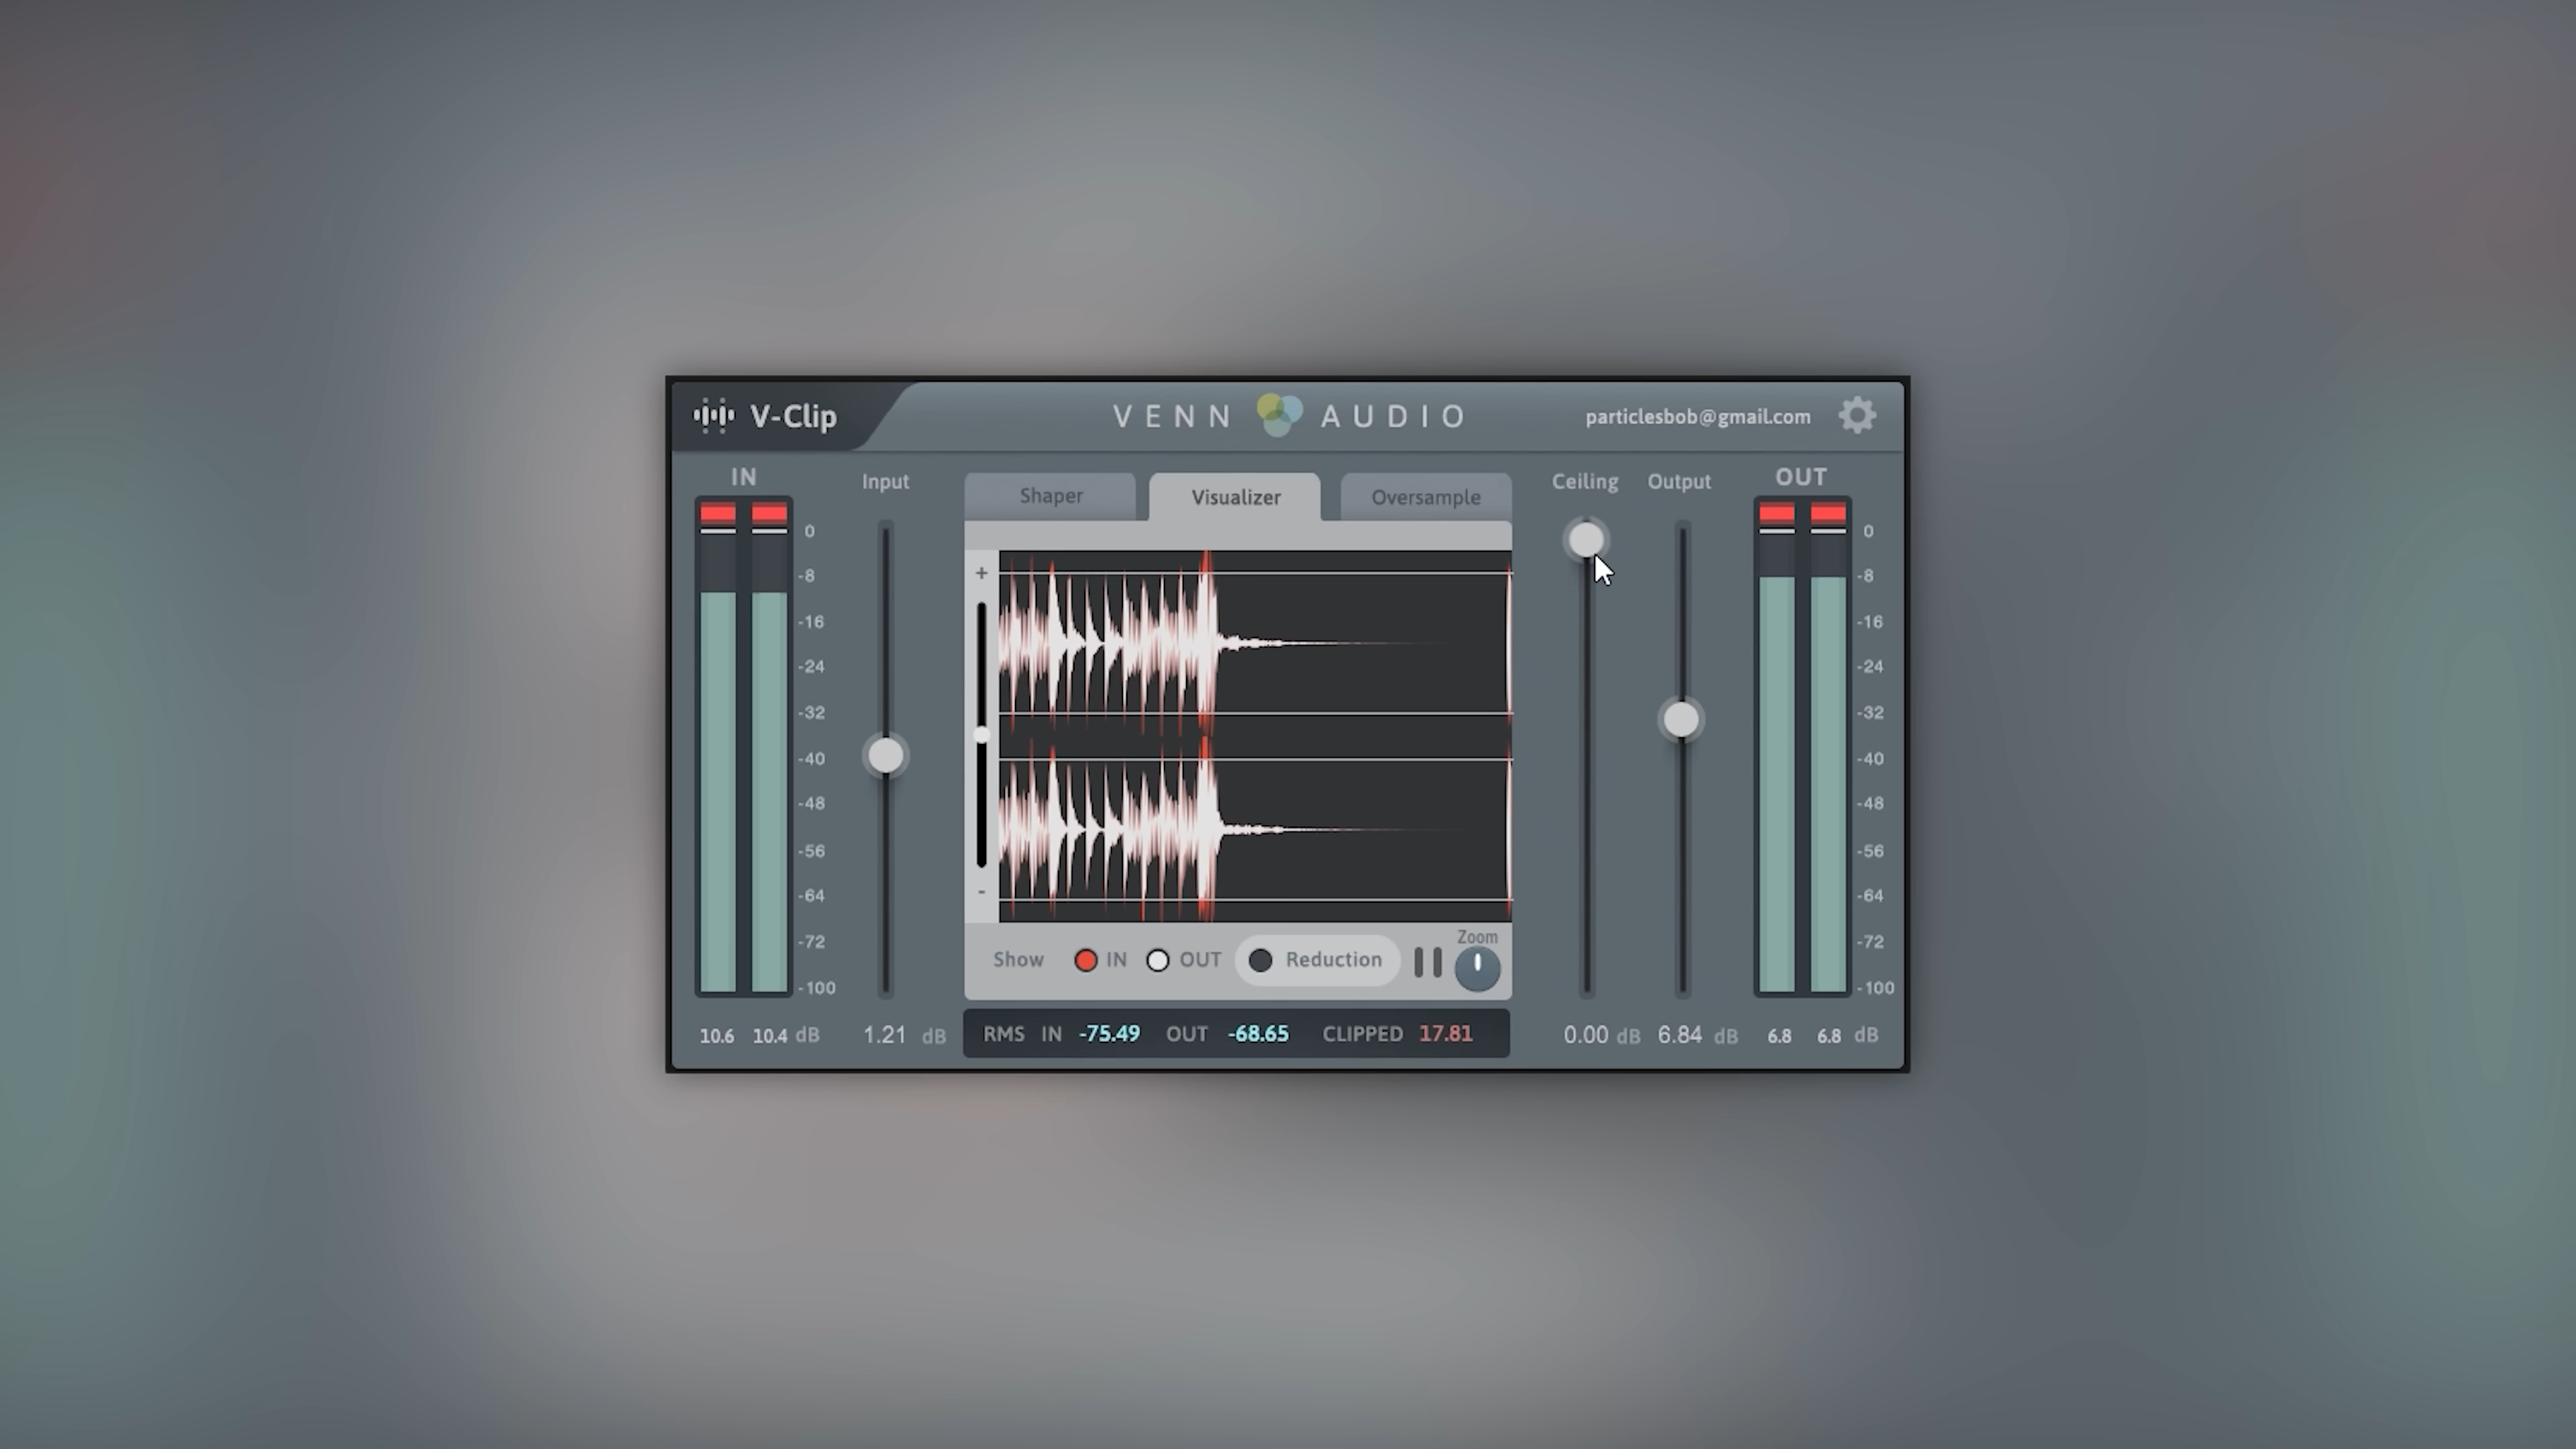 V-Clip
VENN AUDIO
particlesbob@gmail.com
IN
Input
Shaper
Visualizer
Oversample
Ceiling
Output
OUT
0
-8
-16
-24
-32
-40
-48
-56
-64
-72
-100
+
-
0
-8
-16
-24
-32
-40
-48
-56
-64
-72
-100
Show IN OUT Reduction
Zoom
10.6 10.4 dB
1.21 dB
RMS IN -75.49 OUT -68.65 CLIPPED 17.81
0.00 dB
6.84 dB
6.8 6.8 dB